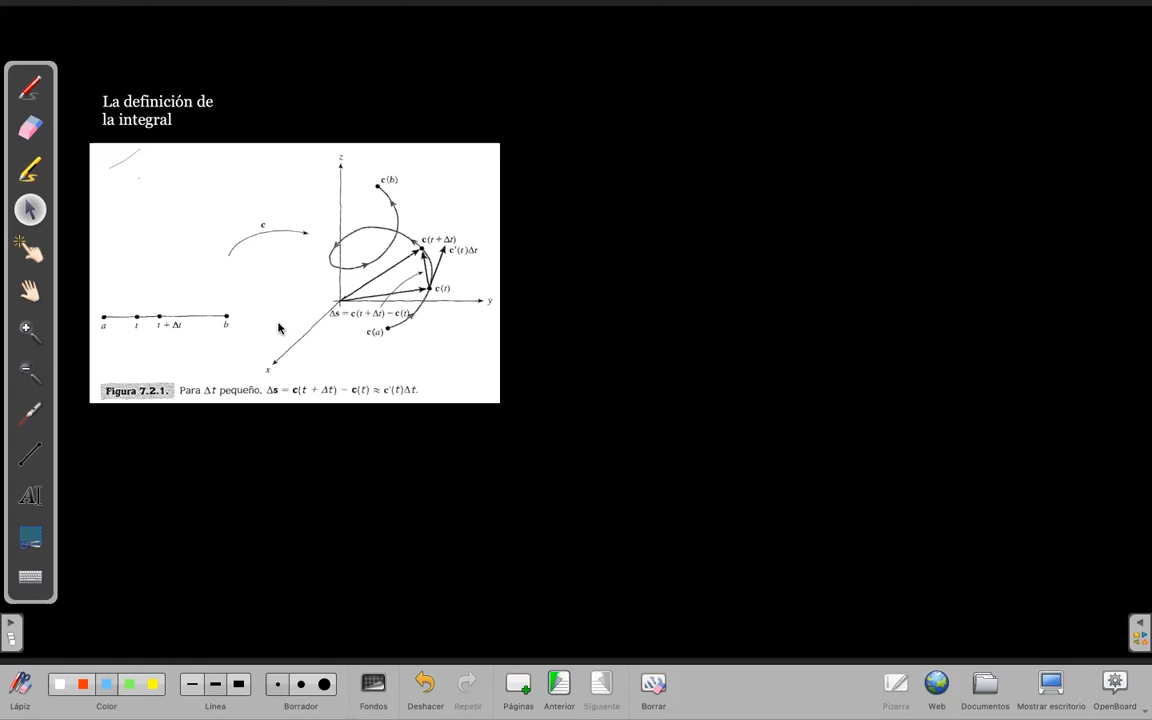 La definición de
la integral
z
c(b)
c
c(t + Δt)
c′(t)Δt
c(t)
y
Δs = c(t + Δt) − c(t)
c(a)
a t t + Δt b
x
Figura 7.2.1. Para Δt pequeño, Δs = c(t + Δt) − c(t) ≈ c′(t)Δt.
Lápiz Color Línea Borrador Fondos Deshacer Repetir Páginas Anterior Siguiente Borrar Pizarra Web Documentos Mostrar escritorio OpenBoard